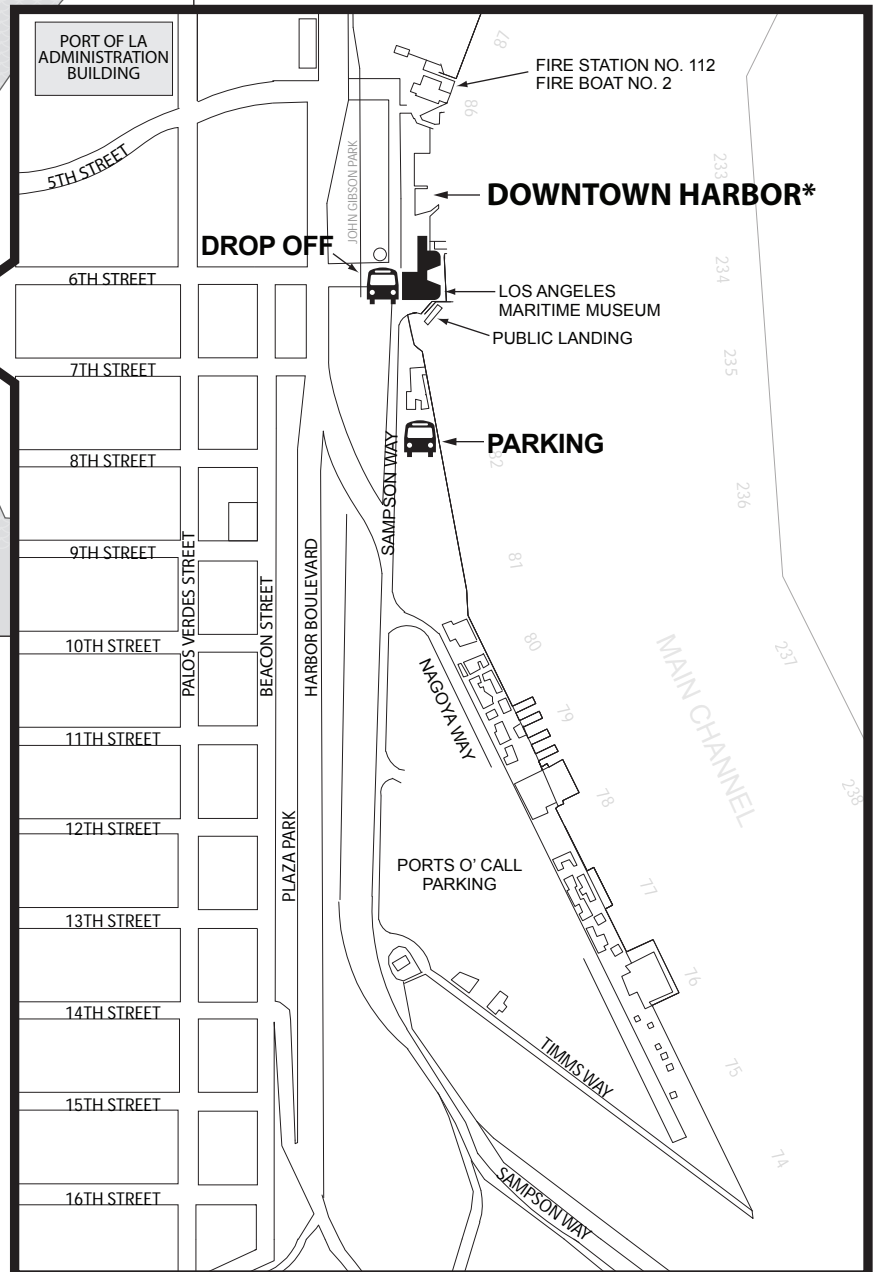 PORT OF LA
ADMINISTRATION
BUILDING
87
FIRE STATION NO. 112
FIRE BOAT NO. 2
86
5TH STREET
JOHN GIBSON PARK
233
DOWNTOWN HARBOR*
DROP OFF
234
6TH STREET
LOS ANGELES
MARITIME MUSEUM
PUBLIC LANDING
235
7TH STREET
PARKING
82
SAMPSON WAY
8TH STREET
236
9TH STREET
81
PALOS VERDES STREET
BEACON STREET
HARBOR BOULEVARD
10TH STREET
80
237
MAIN CHANNEL
NAGOYA WAY
79
11TH STREET
78
238
12TH STREET
PLAZA PARK
PORTS O' CALL
PARKING
77
13TH STREET
76
14TH STREET
TIMMS WAY
75
15TH STREET
74
16TH STREET
SAMPSON WAY